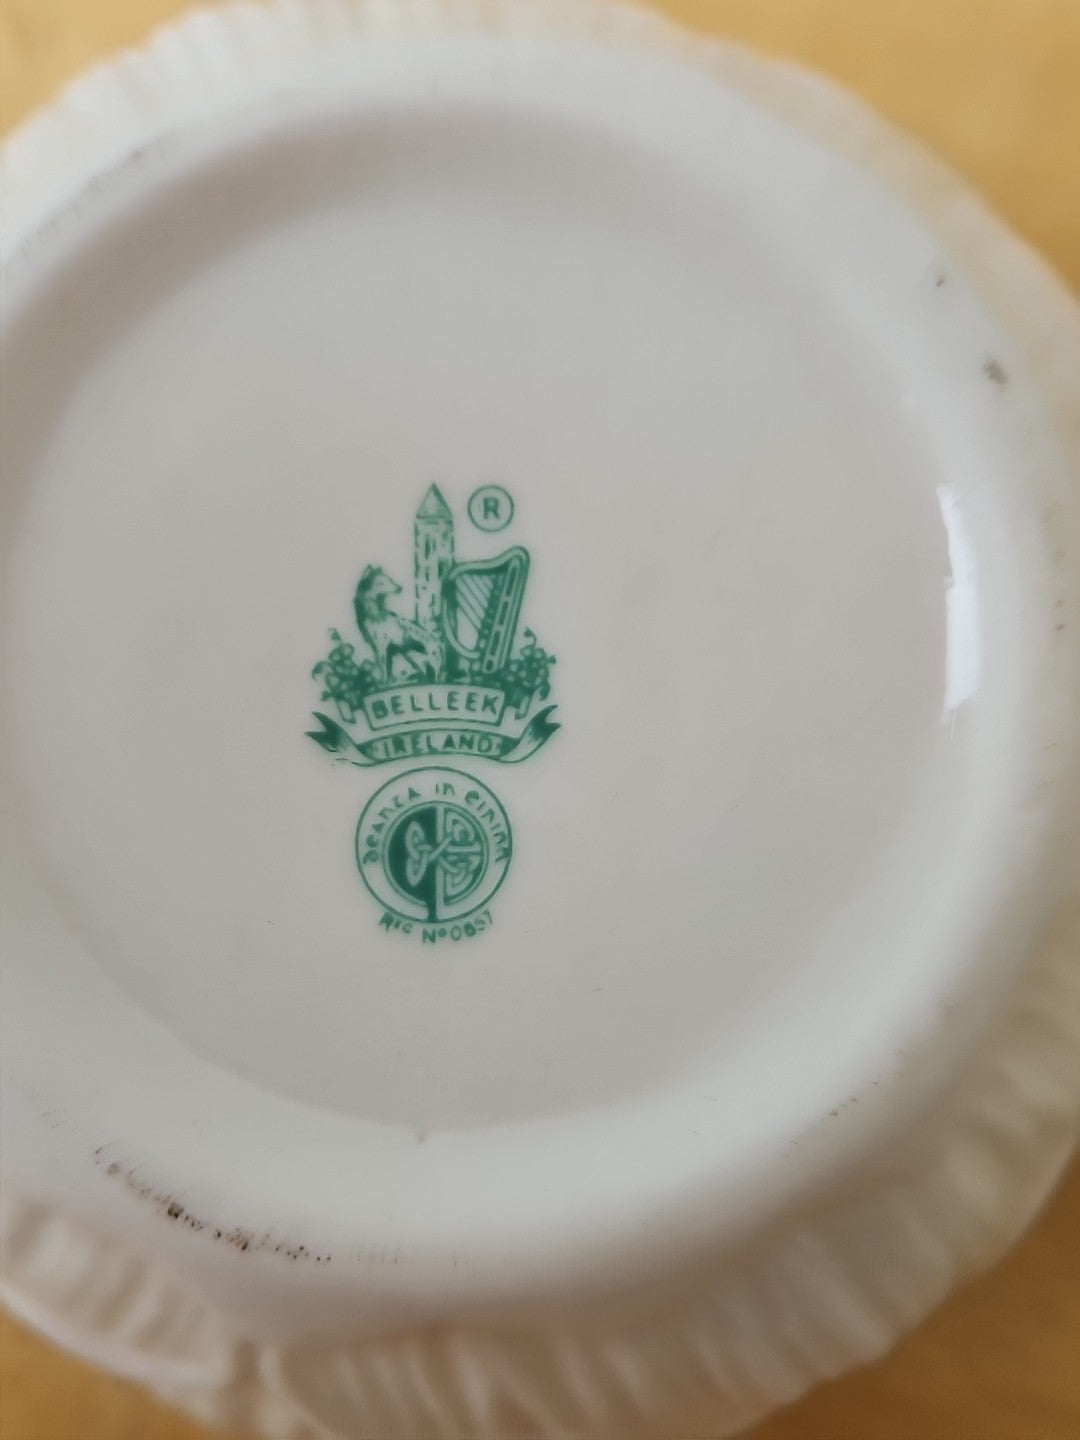 R
BELLEEK
IRELAND
Déanta in Éirinn
REG No 0857